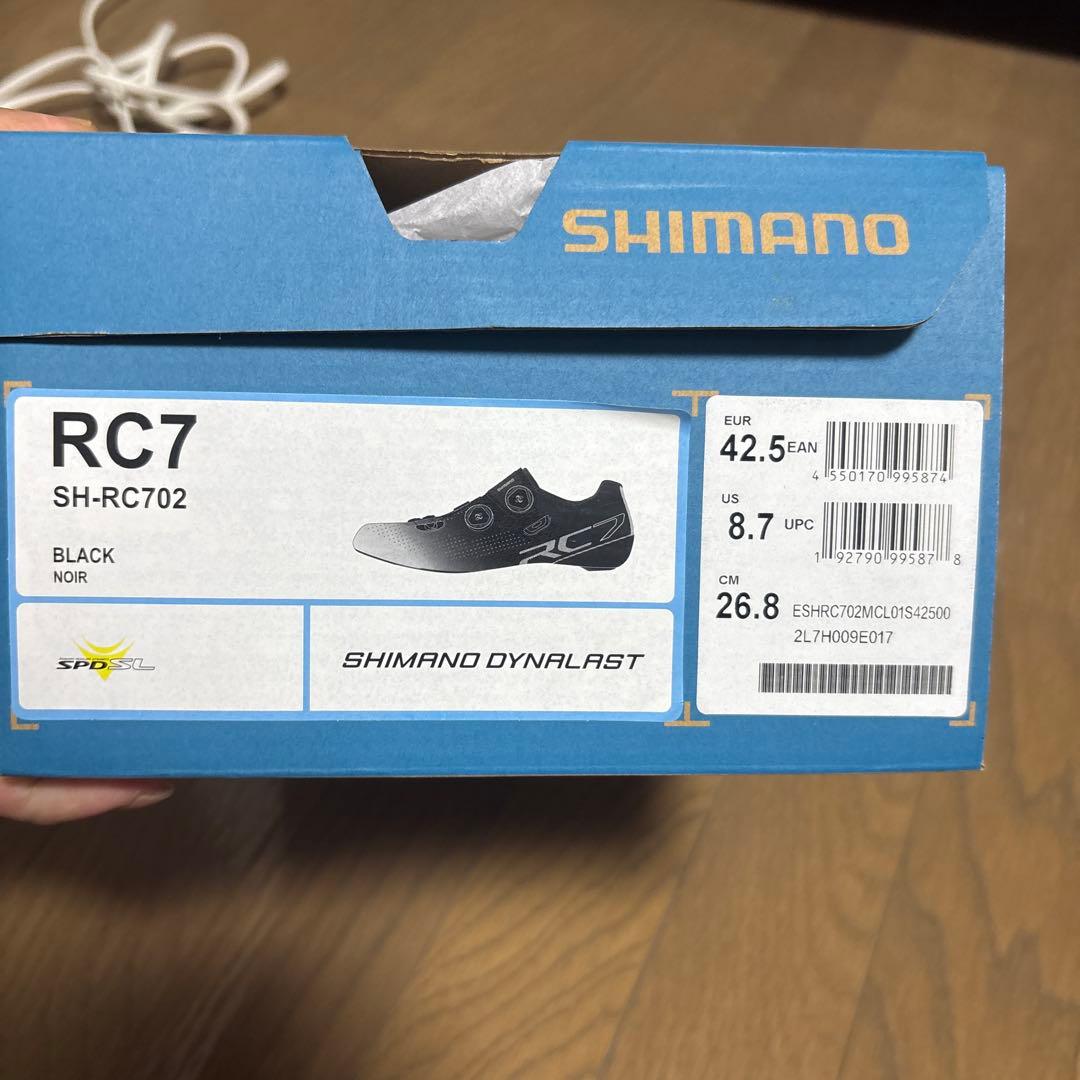 SHIMANO
RC7
SH-RC702
BLACK
NOIR
SHIMANO
RC7
SPD-SL
SHIMANO DYNALAST
EUR
42.5
EAN
4 550170 995874
US
8.7
UPC
1 92790 99587 8
CM
26.8
ESHRC702MCL01S42500
2L7H009E017